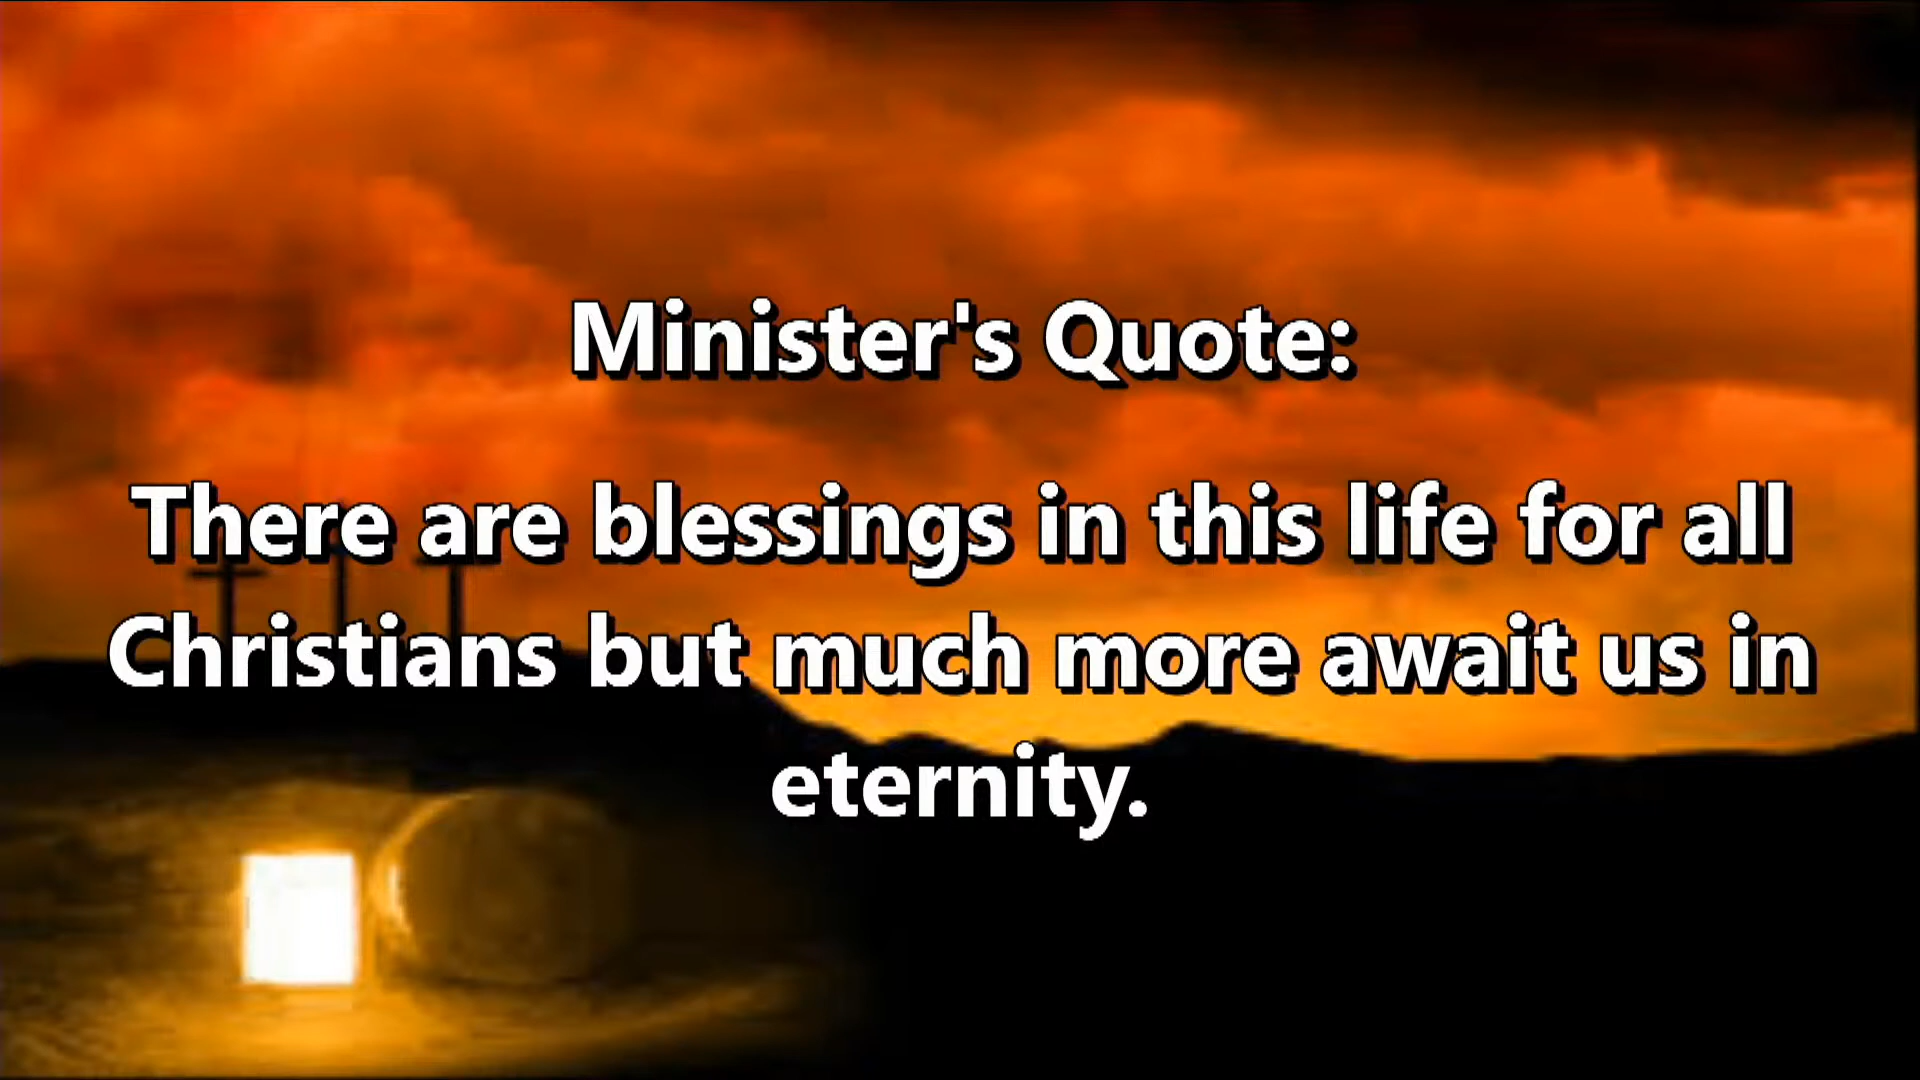 Minister's Quote:
There are blessings in this life for all
Christians but much more await us in
eternity.